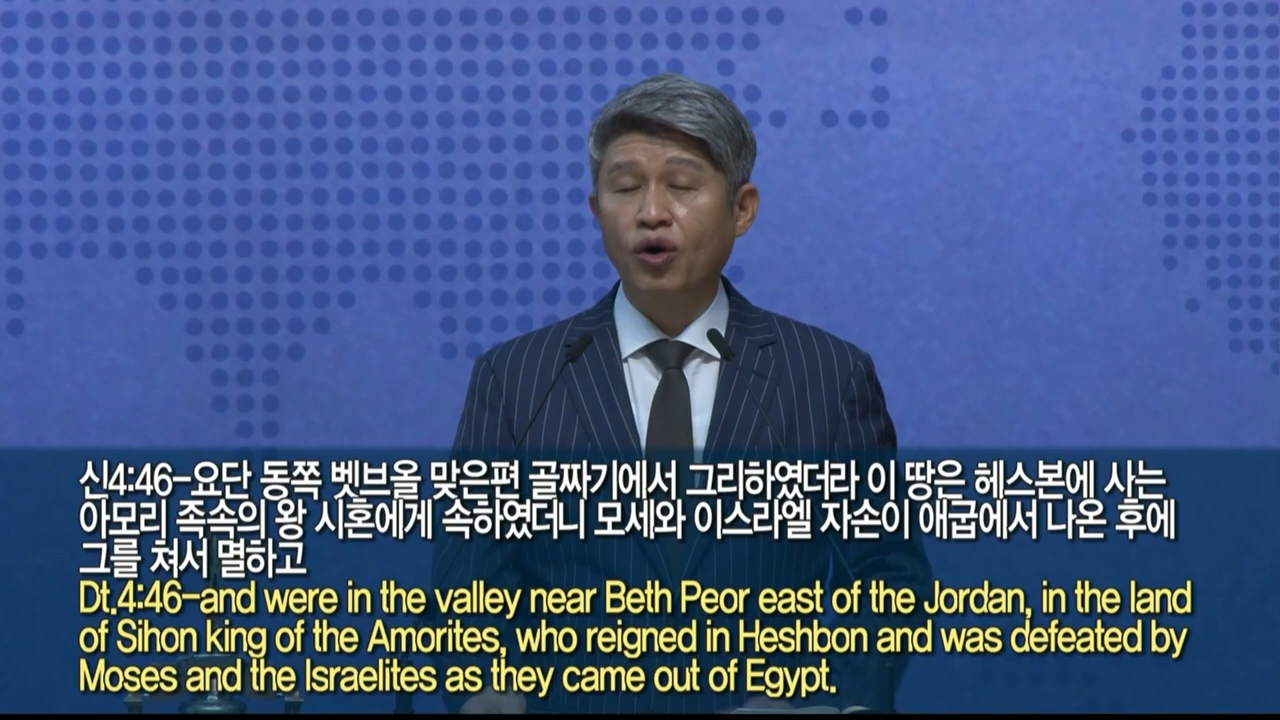 신4:46-요단 동쪽 벳브올 맞은편 골짜기에서 그리하였더라 이 땅은 헤스본에 사는
아모리 족속의 왕 시혼에게 속하였더니 모세와 이스라엘 자손이 애굽에서 나온 후에
그를 쳐서 멸하고
Dt.4:46-and were in the valley near Beth Peor east of the Jordan, in the land
of Sihon king of the Amorites, who reigned in Heshbon and was defeated by
Moses and the Israelites as they came out of Egypt.